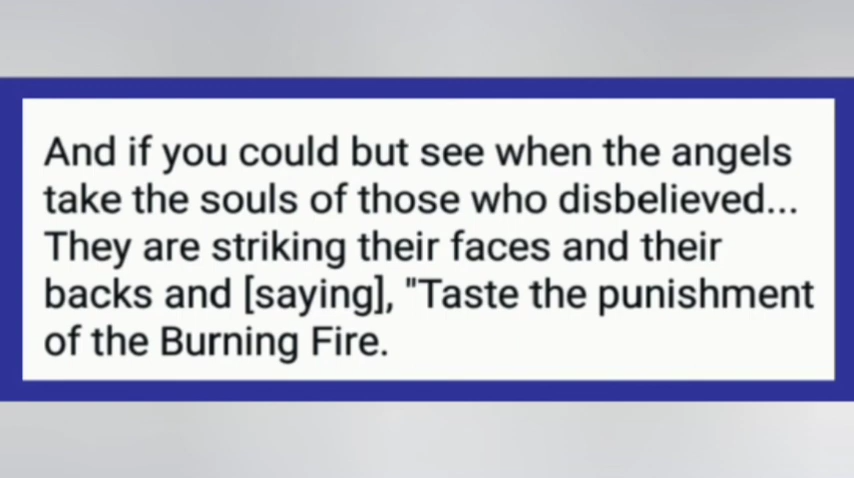 And if you could but see when the angels
take the souls of those who disbelieved...
They are striking their faces and their
backs and [saying], "Taste the punishment
of the Burning Fire.